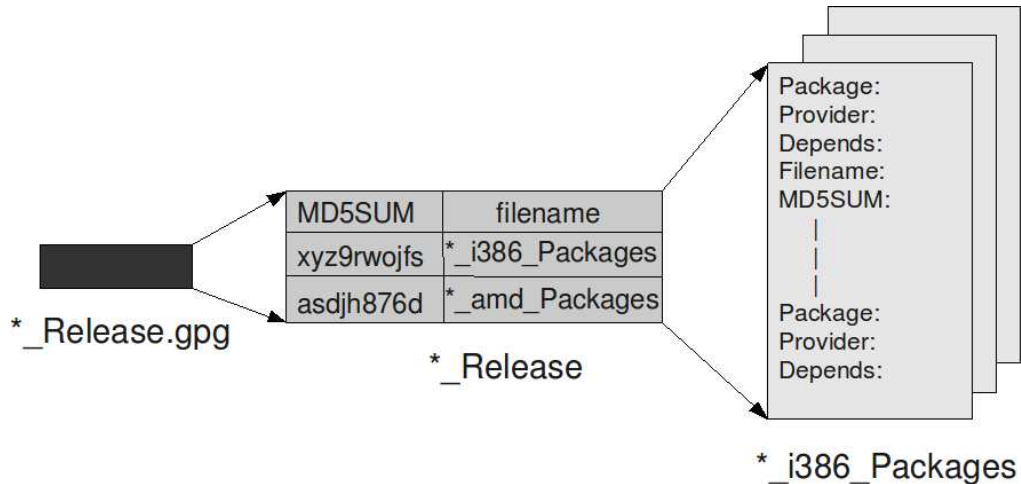 *_Release.gpg
MD5SUM filename
xyz9rwojfs *_i386_Packages
asdjh876d *_amd_Packages
*_Release
Package:
Provider:
Depends:
Filename:
MD5SUM:
|
|
|
Package:
Provider:
Depends:
*_i386_Packages